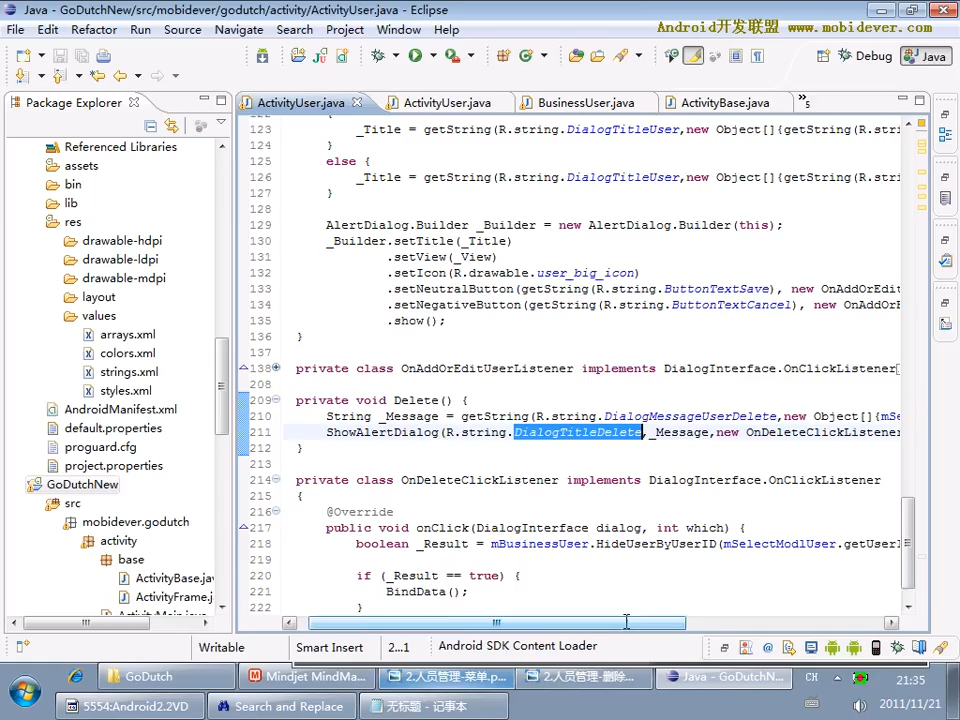 Java - GoDutchNew/src/mobidever/godutch/activity/ActivityUser.java - Eclipse
File Edit Refactor Run Source Navigate Search Project Window Help
Android开发联盟 www.mobidever.com
Debug Java
Package Explorer
ActivityUser.java ActivityUser.java BusinessUser.java ActivityBase.java »5
Referenced Libraries
assets
bin
lib
res
drawable-hdpi
drawable-ldpi
drawable-mdpi
layout
values
arrays.xml
colors.xml
strings.xml
styles.xml
AndroidManifest.xml
default.properties
proguard.cfg
project.properties
GoDutchNew
src
mobidever.godutch
activity
base
ActivityBase.jav
ActivityFrame.j
123 _Title = getString(R.string.DialogTitleUser,new Object[]{getString(R.stri
124 }
125 else {
126 _Title = getString(R.string.DialogTitleUser,new Object[]{getString(R.stri
127 }
128
129 AlertDialog.Builder _Builder = new AlertDialog.Builder(this);
130 _Builder.setTitle(_Title)
131 .setView(_View)
132 .setIcon(R.drawable.user_big_icon)
133 .setNeutralButton(getString(R.string.ButtonTextSave), new OnAddOrEdit
134 .setNegativeButton(getString(R.string.ButtonTextCancel), new OnAddOrE
135 .show();
136 }
137
138 private class OnAddOrEditUserListener implements DialogInterface.OnClickListener
208
209 private void Delete() {
210 String _Message = getString(R.string.DialogMessageUserDelete,new Object[]{mSe
211 ShowAlertDialog(R.string.DialogTitleDelete,_Message,new OnDeleteClickListener
212 }
213
214 private class OnDeleteClickListener implements DialogInterface.OnClickListener
215 {
216 @Override
217 public void onClick(DialogInterface dialog, int which) {
218 boolean _Result = mBusinessUser.HideUserByUserID(mSelectModlUser.getUserI
219
220 if (_Result == true) {
221 BindData();
222 }
Writable Smart Insert 2...1 Android SDK Content Loader
GoDutch Mindjet MindMa... 2.人员管理-菜单.p... 2.人员管理-删除... Java - GoDutchN... CH 21:35
5554:Android2.2VD Search and Replace 无标题 - 记事本 2011/11/21